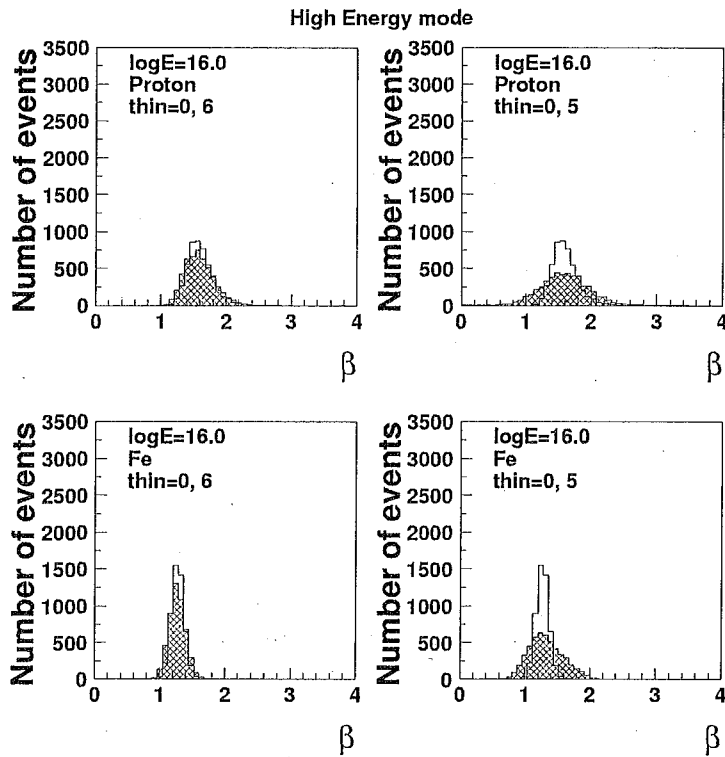 High Energy mode
Number of events
3500
3000
2500
2000
1500
1000
500
0
logE=16.0
Proton
thin=0, 6
0 1 2 3 4
β
Number of events
3500
3000
2500
2000
1500
1000
500
0
logE=16.0
Proton
thin=0, 5
0 1 2 3 4
β
Number of events
3500
3000
2500
2000
1500
1000
500
0
logE=16.0
Fe
thin=0, 6
0 1 2 3 4
β
Number of events
3500
3000
2500
2000
1500
1000
500
0
logE=16.0
Fe
thin=0, 5
0 1 2 3 4
β